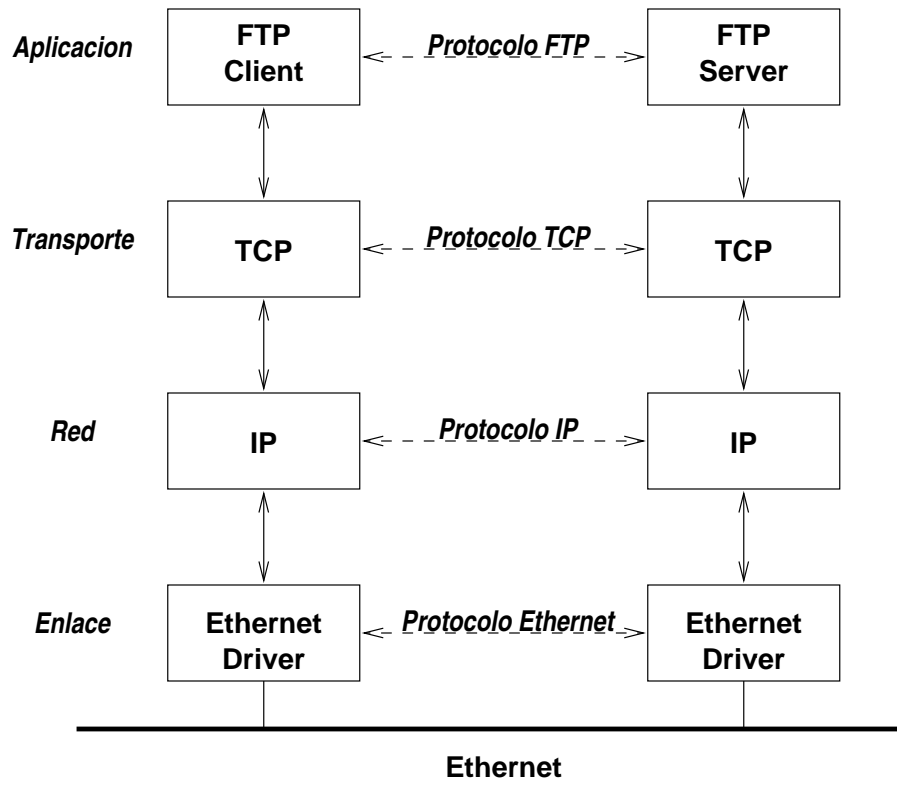 Aplicacion
FTP
Client
Protocolo FTP
FTP
Server
Transporte
TCP
Protocolo TCP
TCP
Red
IP
Protocolo IP
IP
Enlace
Ethernet
Driver
Protocolo Ethernet
Ethernet
Driver
Ethernet